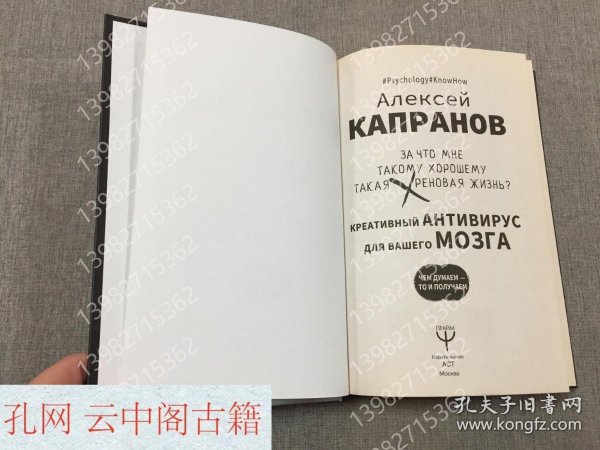 #Psychology#KnowHow
Алексей
КАПРАНОВ
ЗА ЧТО МНЕ
ТАКОМУ ХОРОШЕМУ
ТАКАЯ ХРЕНОВАЯ ЖИЗНЬ?
КРЕАТИВНЫЙ АНТИВИРУС
ДЛЯ ВАШЕГО МОЗГА
ЧЕМ ДУМАЕМ —
ТО И ПОЛУЧАЕМ
ПРАЙМ
Издательство
АСТ
Москва
13982715362
孔网 云中阁古籍
孔夫子旧书网
www.kongfz.com